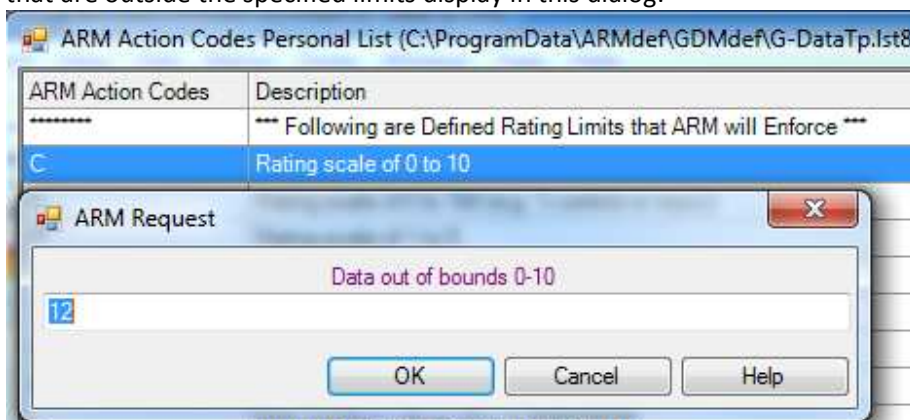 that are outside the specified limits display in this dialog.
ARM Action Codes Personal List (C:\ProgramData\ARMdef\GDMdef\G-DataTp.lst8
ARM Action Codes Description
******** *** Following are Defined Rating Limits that ARM will Enforce ***
C Rating scale of 0 to 10
ARM Request
Data out of bounds 0-10
12
OK Cancel Help